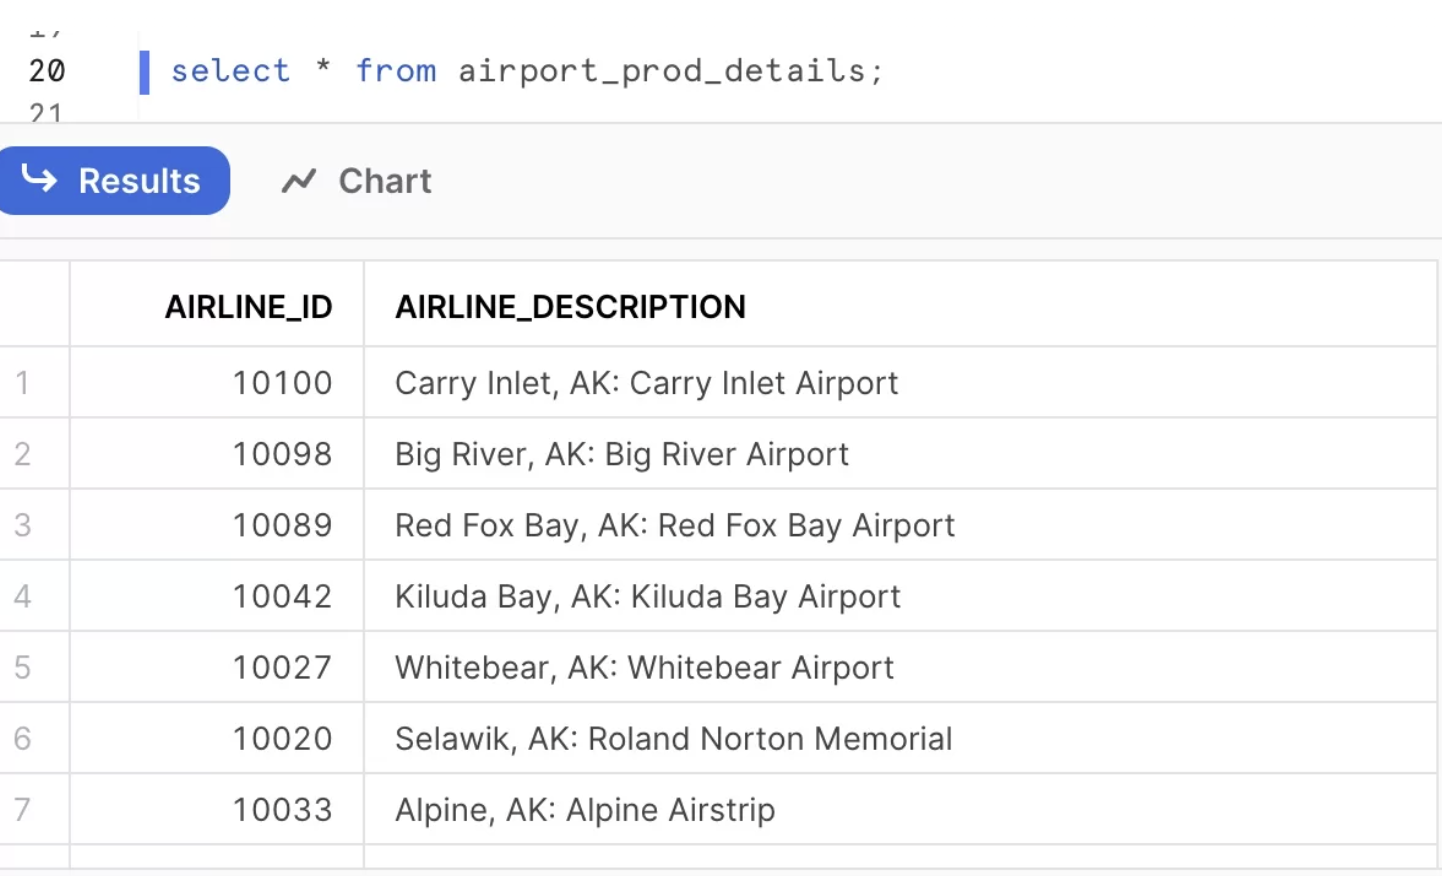 20 select * from airport_prod_details;
21
Results Chart
AIRLINE_ID AIRLINE_DESCRIPTION
1 10100 Carry Inlet, AK: Carry Inlet Airport
2 10098 Big River, AK: Big River Airport
3 10089 Red Fox Bay, AK: Red Fox Bay Airport
4 10042 Kiluda Bay, AK: Kiluda Bay Airport
5 10027 Whitebear, AK: Whitebear Airport
6 10020 Selawik, AK: Roland Norton Memorial
7 10033 Alpine, AK: Alpine Airstrip